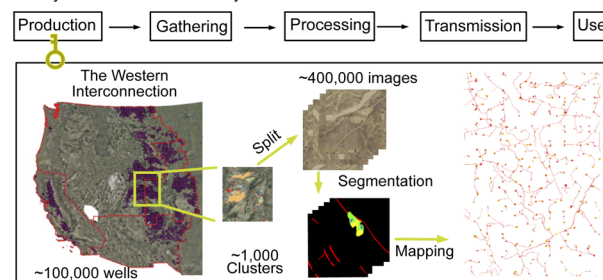 Production
Gathering
Processing
Transmission
Use
The Western
Interconnection
~400,000 images
Split
Segmentation
Mapping
~1,000
Clusters
~100,000 wells